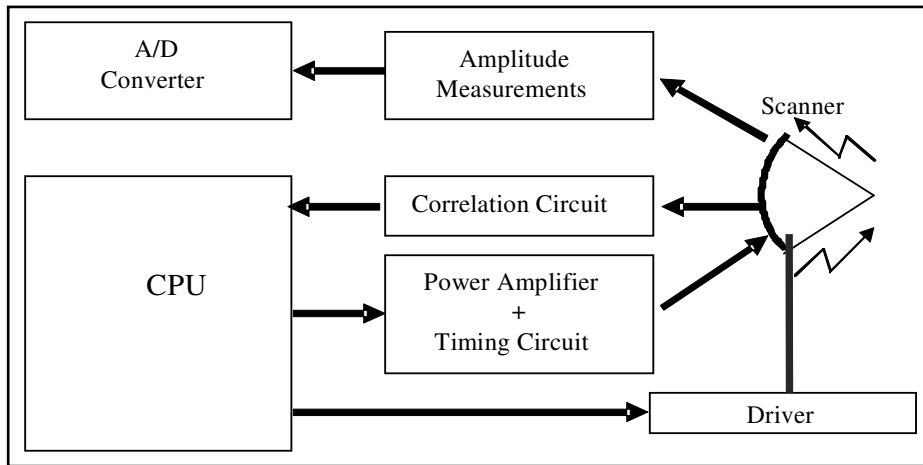 A/D
Converter
Amplitude
Measurements
Scanner
Correlation Circuit
CPU
Power Amplifier
+
Timing Circuit
Driver